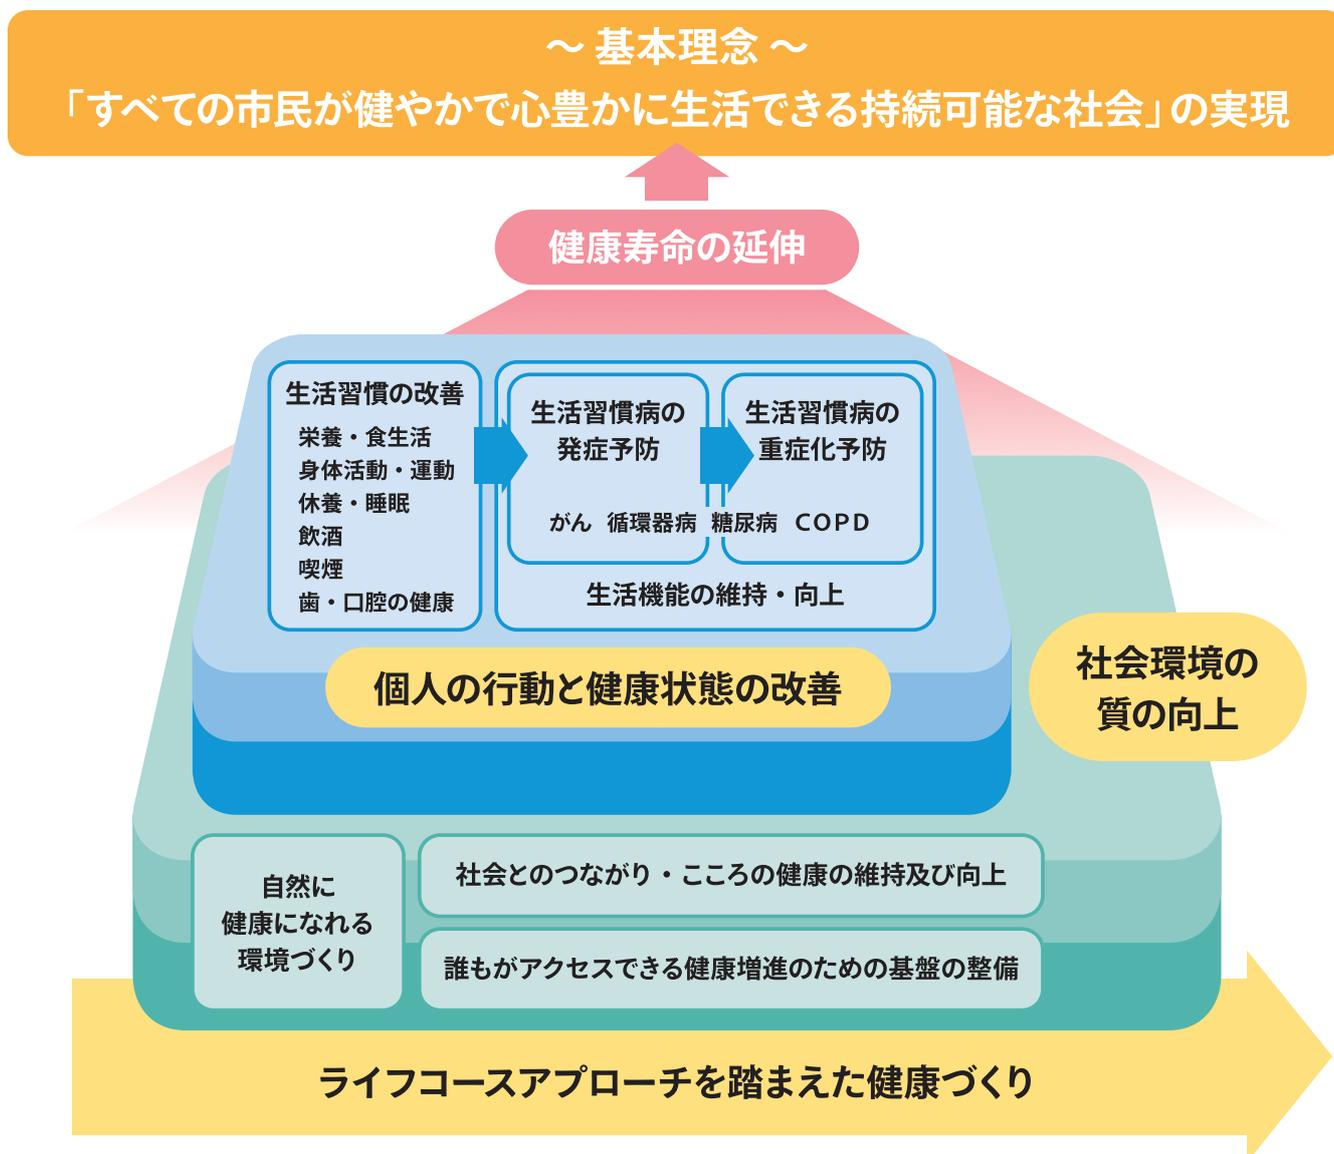 ～ 基本理念 ～
「すべての市民が健やかで心豊かに生活できる持続可能な社会」の実現
健康寿命の延伸
生活習慣の改善
栄養・食生活
身体活動・運動
休養・睡眠
飲酒
喫煙
歯・口腔の健康
生活習慣病の
発症予防
生活習慣病の
重症化予防
がん 循環器病 糖尿病 COPD
生活機能の維持・向上
個人の行動と健康状態の改善
社会環境の
質の向上
自然に
健康になれる
環境づくり
社会とのつながり・こころの健康の維持及び向上
誰もがアクセスできる健康増進のための基盤の整備
ライフコースアプローチを踏まえた健康づくり